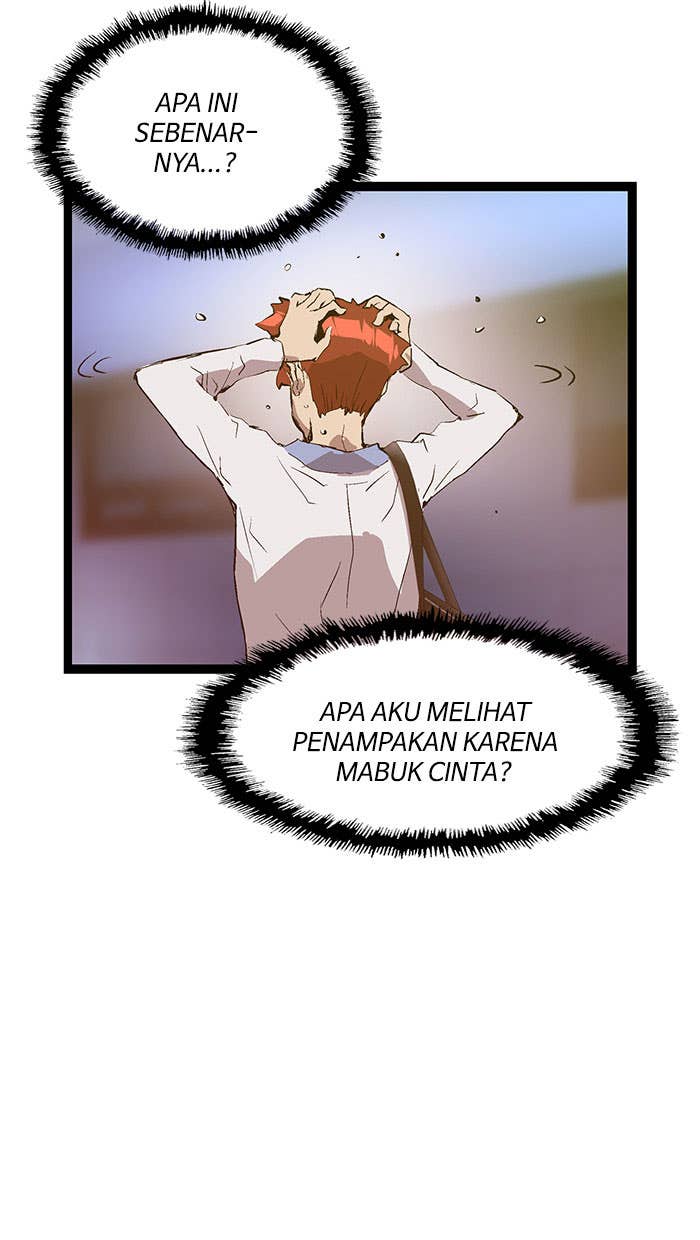 APA INI
SEBENAR-
NYA...?
APA AKU MELIHAT
PENAMPAKAN KARENA
MABUK CINTA?